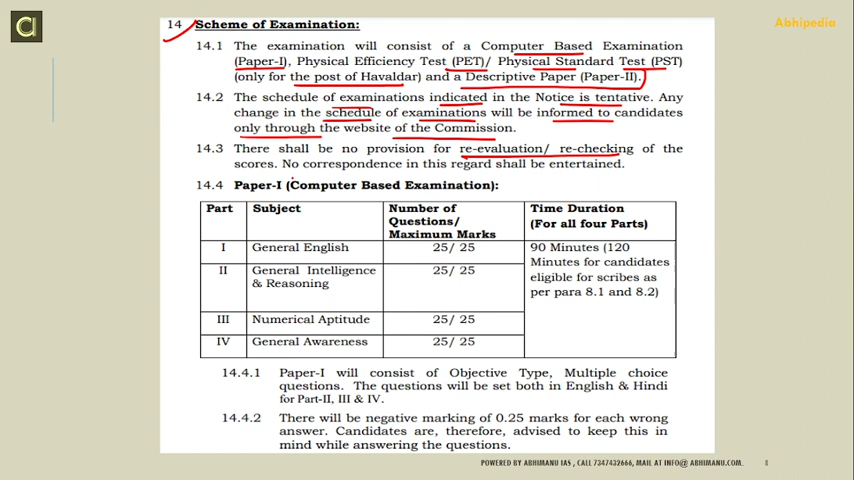 a
Abhipedia
14 Scheme of Examination:
14.1 The examination will consist of a Computer Based Examination
(Paper-I), Physical Efficiency Test (PET)/ Physical Standard Test (PST)
(only for the post of Havaldar) and a Descriptive Paper (Paper-II).
14.2 The schedule of examinations indicated in the Notice is tentative. Any
change in the schedule of examinations will be informed to candidates
only through the website of the Commission.
14.3 There shall be no provision for re-evaluation/ re-checking of the
scores. No correspondence in this regard shall be entertained.
14.4 Paper-I (Computer Based Examination):
Part Subject Number of Questions/ Maximum Marks Time Duration (For all four Parts)
I General English 25/ 25 90 Minutes (120
Minutes for candidates
eligible for scribes as
per para 8.1 and 8.2)
II General Intelligence & Reasoning 25/ 25
III Numerical Aptitude 25/ 25
IV General Awareness 25/ 25
14.4.1 Paper-I will consist of Objective Type, Multiple choice
questions. The questions will be set both in English & Hindi
for Part-II, III & IV.
14.4.2 There will be negative marking of 0.25 marks for each wrong
answer. Candidates are, therefore, advised to keep this in
mind while answering the questions.
POWERED BY ABHIMANU IAS , CALL 7347432666, MAIL AT INFO@ ABHIMANU.COM. 8